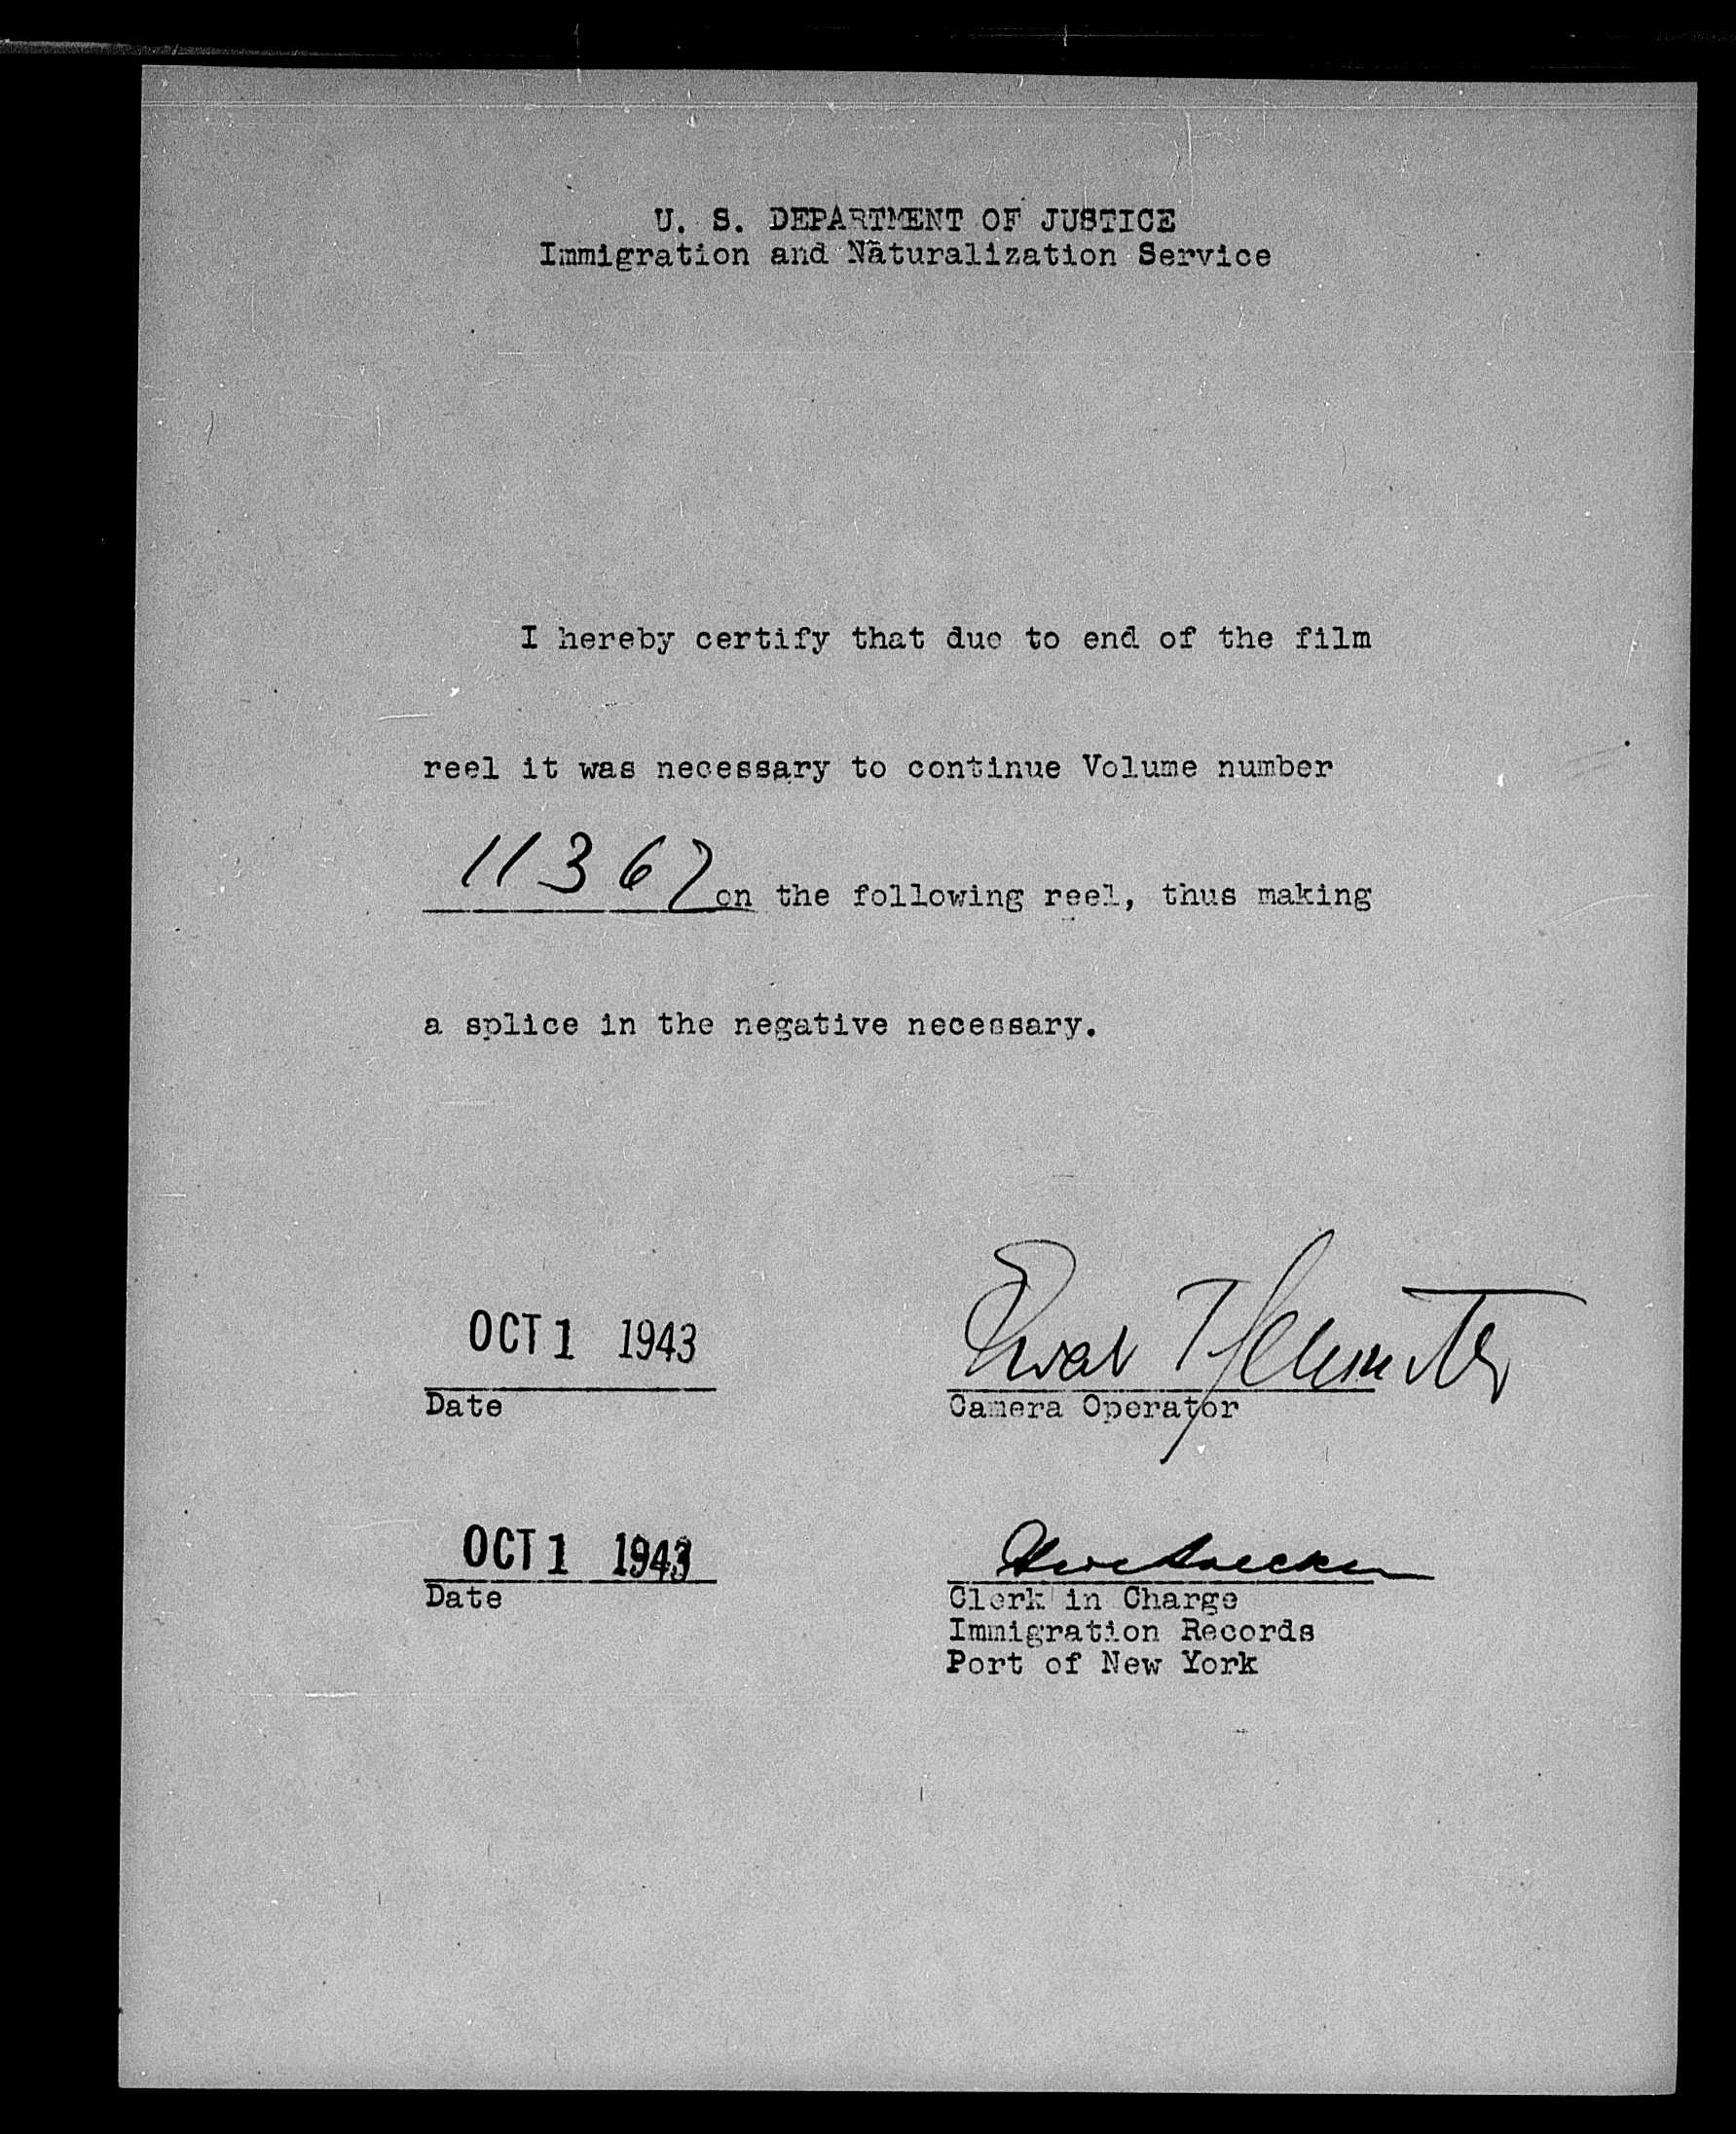 U. S. DEPARTMENT OF JUSTICE
Immigration and Naturalization Service
I hereby certify that due to end of the film
reel it was necessary to continue Volume number
11367 on the following reel, thus making
a splice in the negative necessary.
OCT 1 1943
Date
Camera Operator
OCT 1 1943
Date
Clerk in Charge
Immigration Records
Port of New York